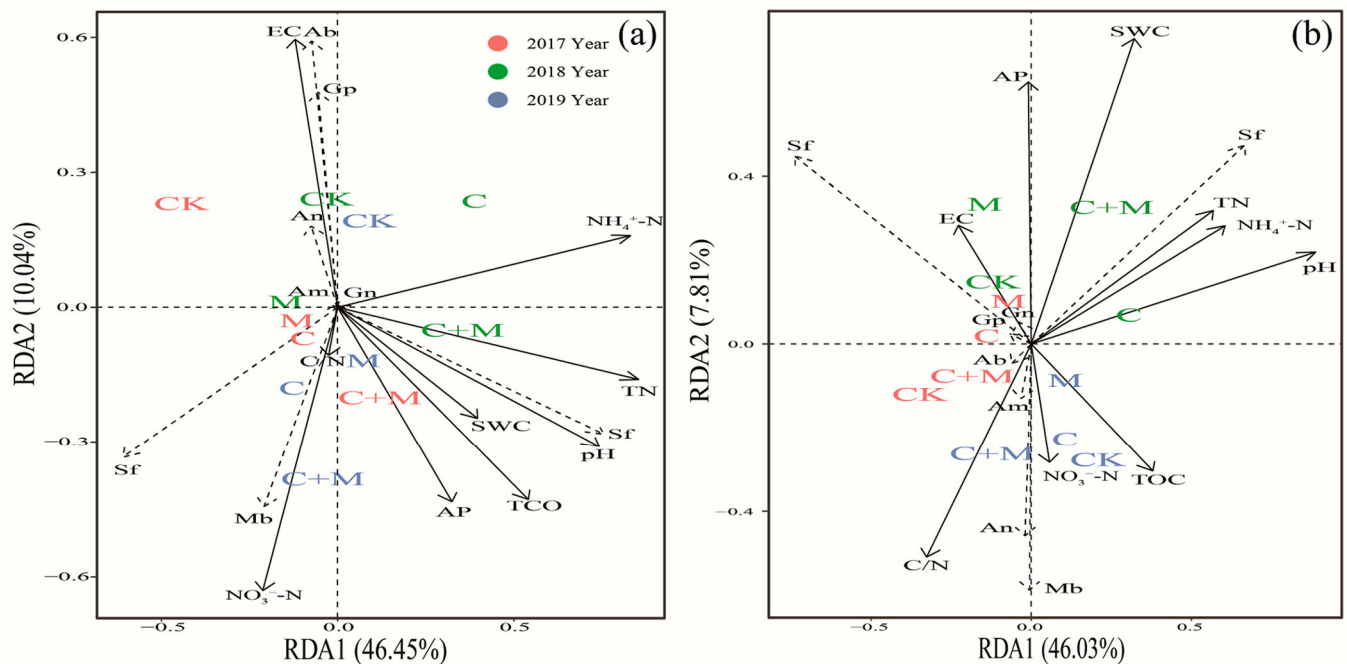 (a)
2017 Year
2018 Year
2019 Year
RDA2 (10.04%)
0.6
0.3
0.0
−0.3
−0.6
ECAb
Gp
CK
CK
C
An
CK
NH₄⁺-N
Am
Gn
M
M
C+M
C
C/N
M
C
C+M
TN
SWC
Sf
pH
Sf
C+M
Mb
AP
TCO
NO₃⁻-N
−0.5
0.0
0.5
RDA1 (46.45%)
(b)
RDA2 (7.81%)
0.4
0.0
−0.4
SWC
AP
Sf
Sf
M
C+M
TN
EC
NH₄⁺-N
pH
CK
M
Gn
Gp
C
C
Ab
C+M
M
CK
Am
C
C+M
CK
NO₃⁻-N
TOC
An
C/N
Mb
−0.5
0.0
0.5
RDA1 (46.03%)